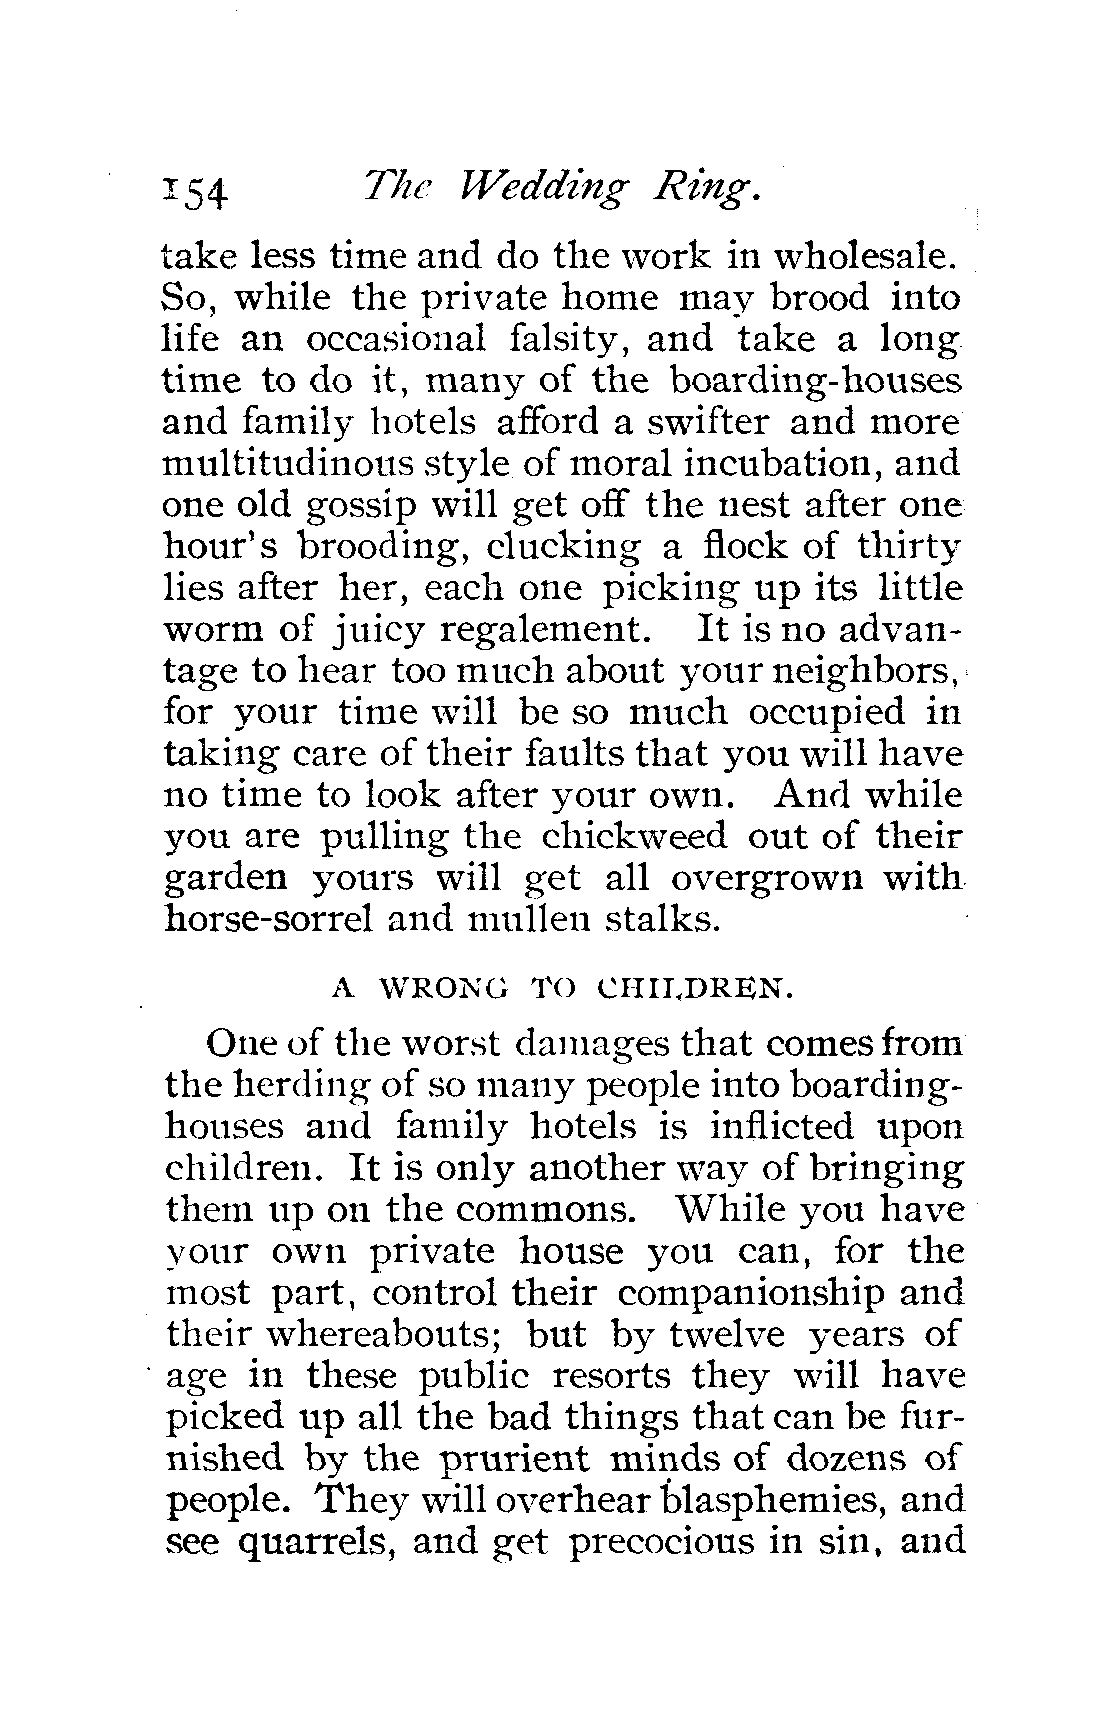 154 The Wedding Ring.
take less time and do the work in wholesale.
So, while the private home may brood into
life an occasional falsity, and take a long
time to do it, many of the boarding-houses
and family hotels afford a swifter and more
multitudinous style of moral incubation, and
one old gossip will get off the nest after one
hour's brooding, clucking a flock of thirty
lies after her, each one picking up its little
worm of juicy regalement. It is no advan-
tage to hear too much about your neighbors,
for your time will be so much occupied in
taking care of their faults that you will have
no time to look after your own. And while
you are pulling the chickweed out of their
garden yours will get all overgrown with
horse-sorrel and mullen stalks.
A WRONG TO CHILDREN.
One of the worst damages that comes from
the herding of so many people into boarding-
houses and family hotels is inflicted upon
children. It is only another way of bringing
them up on the commons. While you have
your own private house you can, for the
most part, control their companionship and
their whereabouts; but by twelve years of
age in these public resorts they will have
picked up all the bad things that can be fur-
nished by the prurient minds of dozens of
people. They will overhear blasphemies, and
see quarrels, and get precocious in sin, and